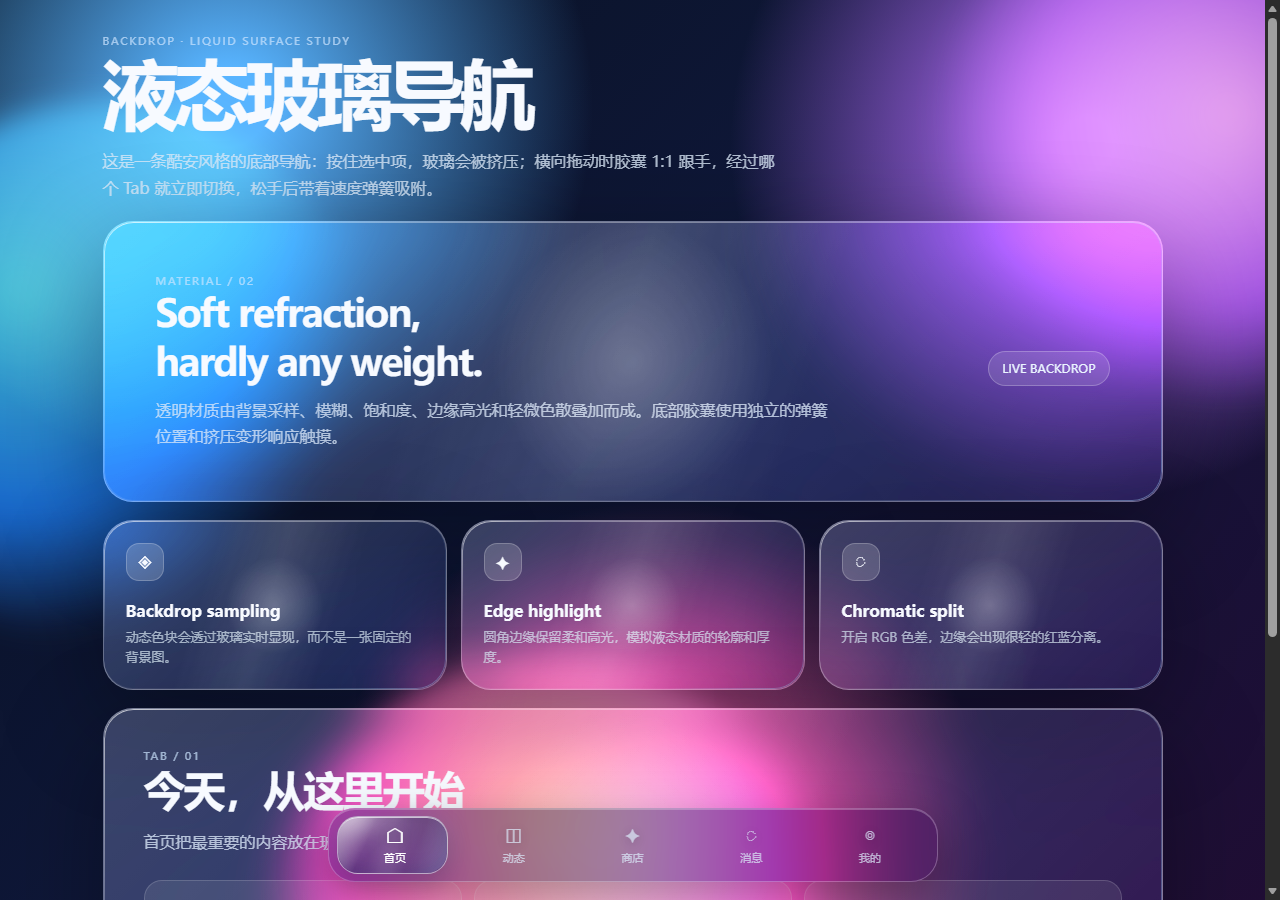 BACKDROP · LIQUID SURFACE STUDY
液态玻璃导航
这是一条酷安风格的底部导航：按住选中项，玻璃会被挤压；横向拖动时胶囊 1:1 跟手，经过哪
个 Tab 就立即切换，松手后带着速度弹簧吸附。
MATERIAL / 02
Soft refraction,
hardly any weight.
LIVE BACKDROP
透明材质由背景采样、模糊、饱和度、边缘高光和轻微色散叠加而成。底部胶囊使用独立的弹簧
位置和挤压变形响应触摸。
Backdrop sampling
动态色块会透过玻璃实时显现，而不是一张固定的
背景图。
Edge highlight
圆角边缘保留柔和高光，模拟液态材质的轮廓和厚
度。
Chromatic split
开启 RGB 色差，边缘会出现很轻的红蓝分离。
TAB / 01
今天，从这里开始
首页把最重要的内容放在玻
首页
动态
商店
消息
我的